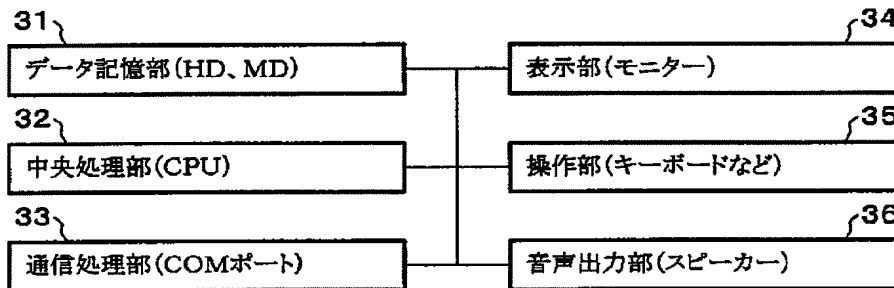 31
データ記憶部(HD、MD)
32
中央処理部(CPU)
33
通信処理部(COMポート)
34
表示部(モニター)
35
操作部(キーボードなど)
36
音声出力部(スピーカー)